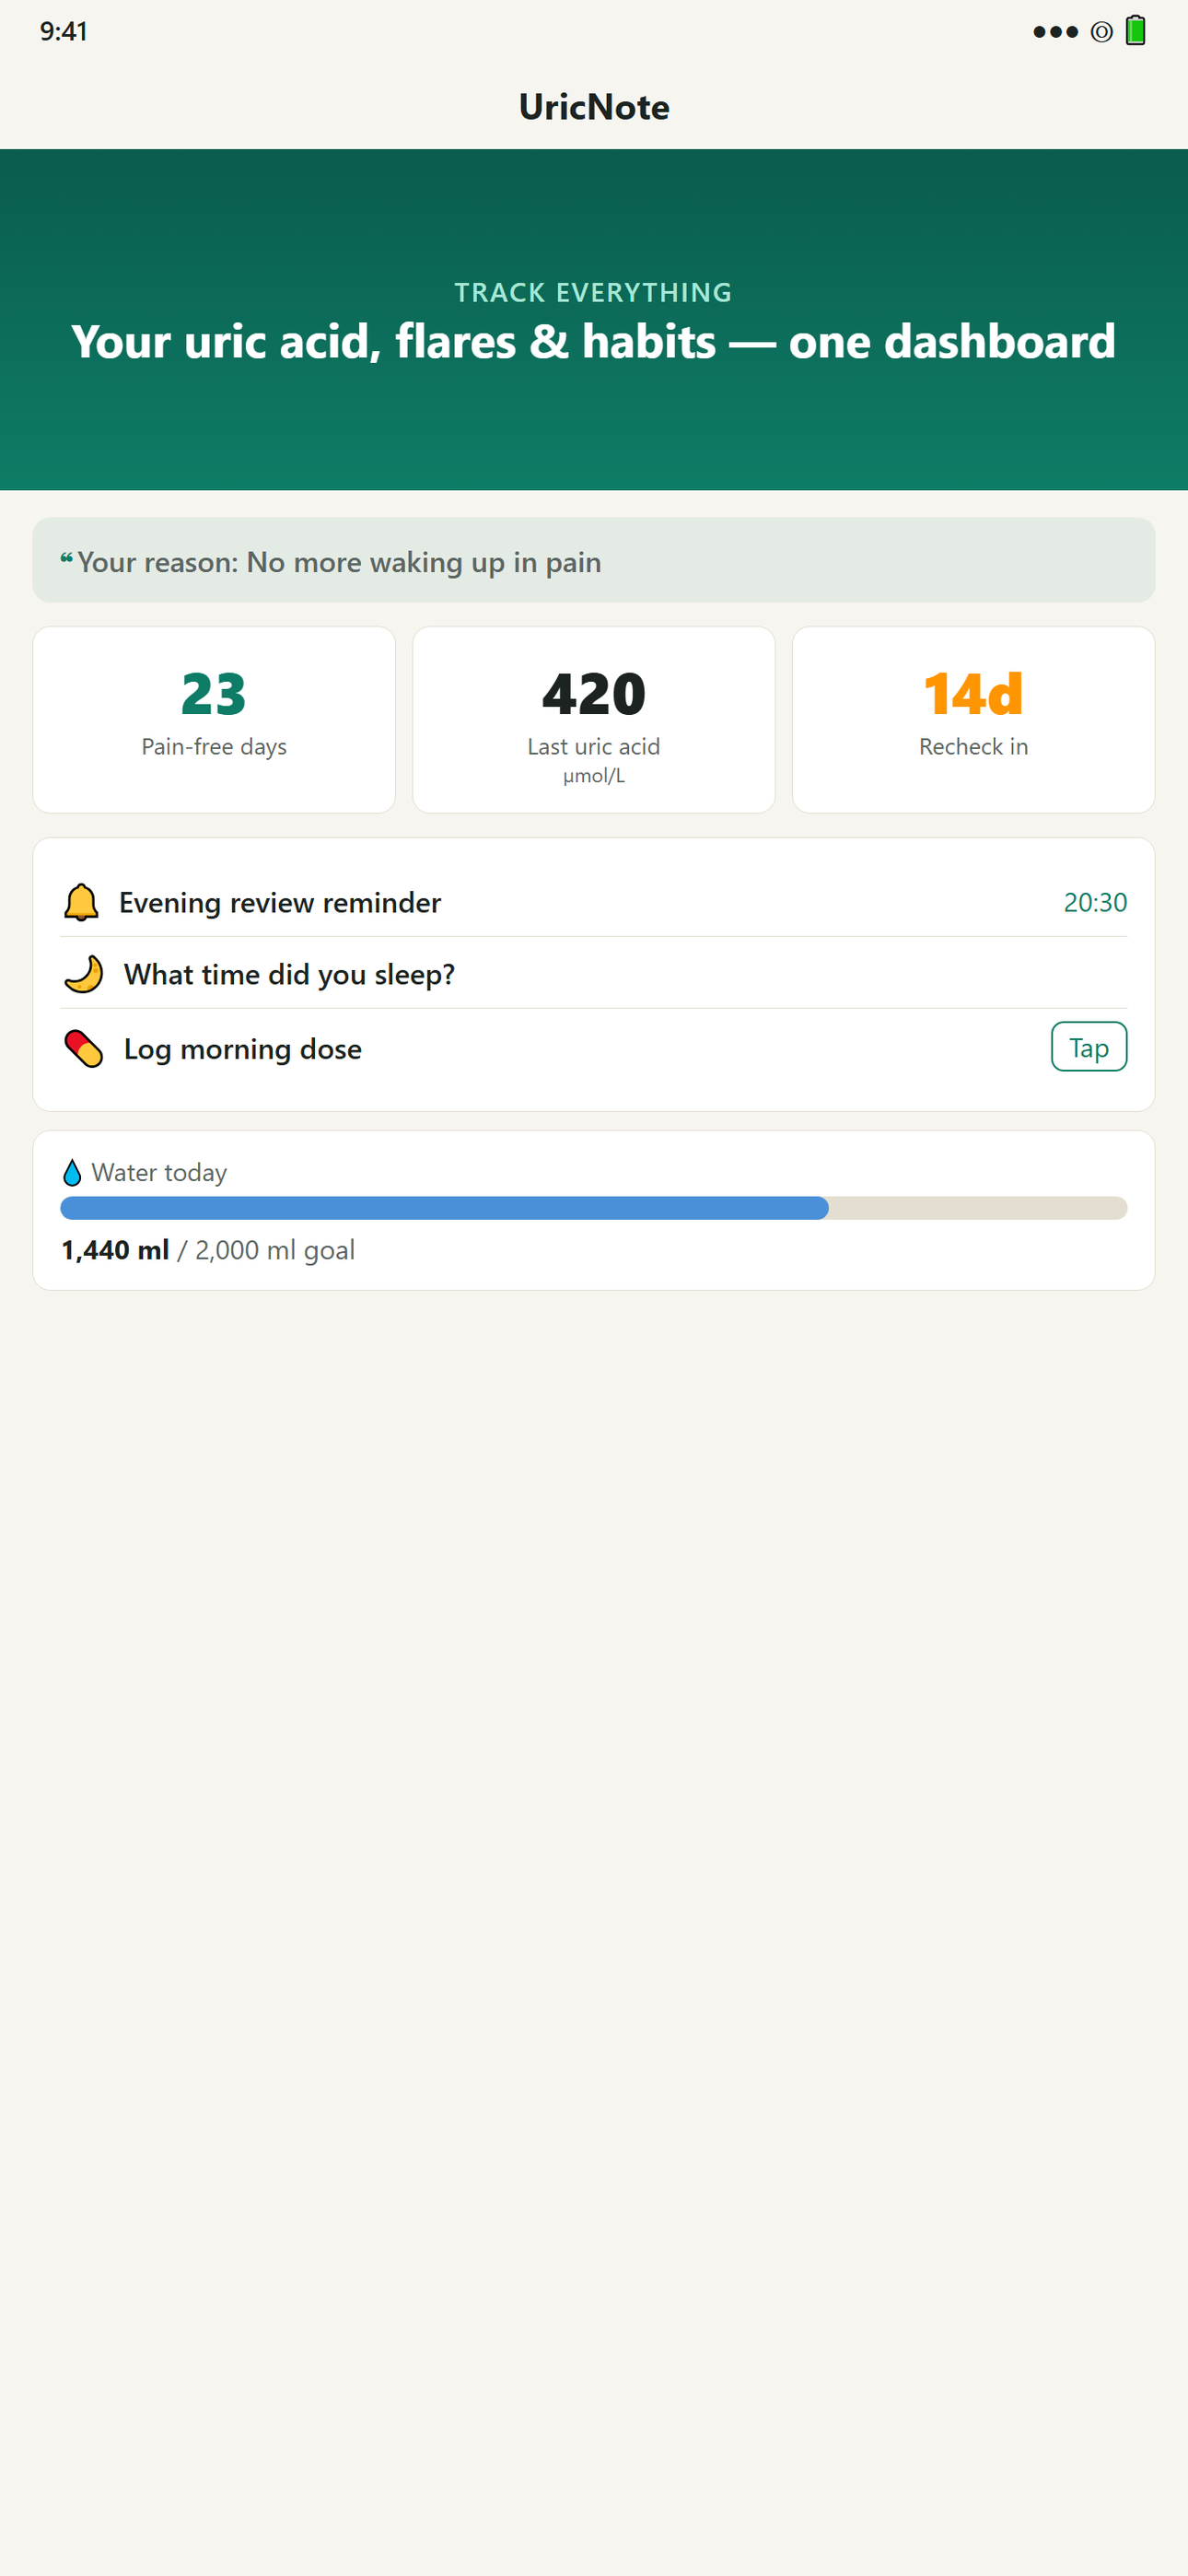 9:41
UricNote
TRACK EVERYTHING
Your uric acid, flares & habits — one dashboard
❝ Your reason: No more waking up in pain
23
Pain-free days
420
Last uric acid
µmol/L
14d
Recheck in
Evening review reminder 20:30
What time did you sleep?
Log morning dose Tap
Water today
1,440 ml / 2,000 ml goal